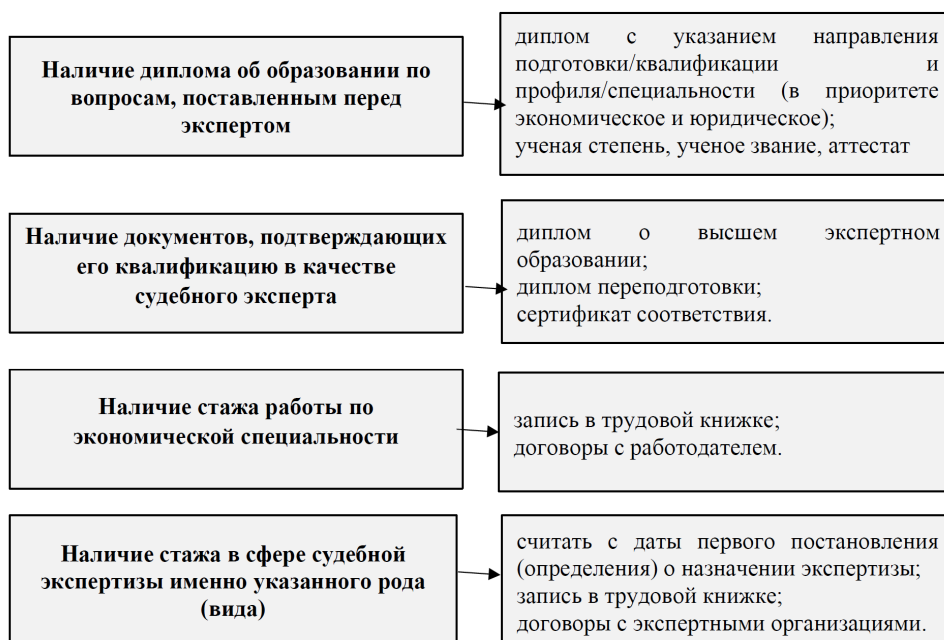 Наличие диплома об образовании по
вопросам, поставленным перед
экспертом
диплом с указанием направления
подготовки/квалификации и
профиля/специальности (в приоритете
экономическое и юридическое);
ученая степень, ученое звание, аттестат
Наличие документов, подтверждающих
его квалификацию в качестве
судебного эксперта
диплом о высшем экспертном
образовании;
диплом переподготовки;
сертификат соответствия.
Наличие стажа работы по
экономической специальности
запись в трудовой книжке;
договоры с работодателем.
Наличие стажа в сфере судебной
экспертизы именно указанного рода
(вида)
считать с даты первого постановления
(определения) о назначении экспертизы;
запись в трудовой книжке;
договоры с экспертными организациями.